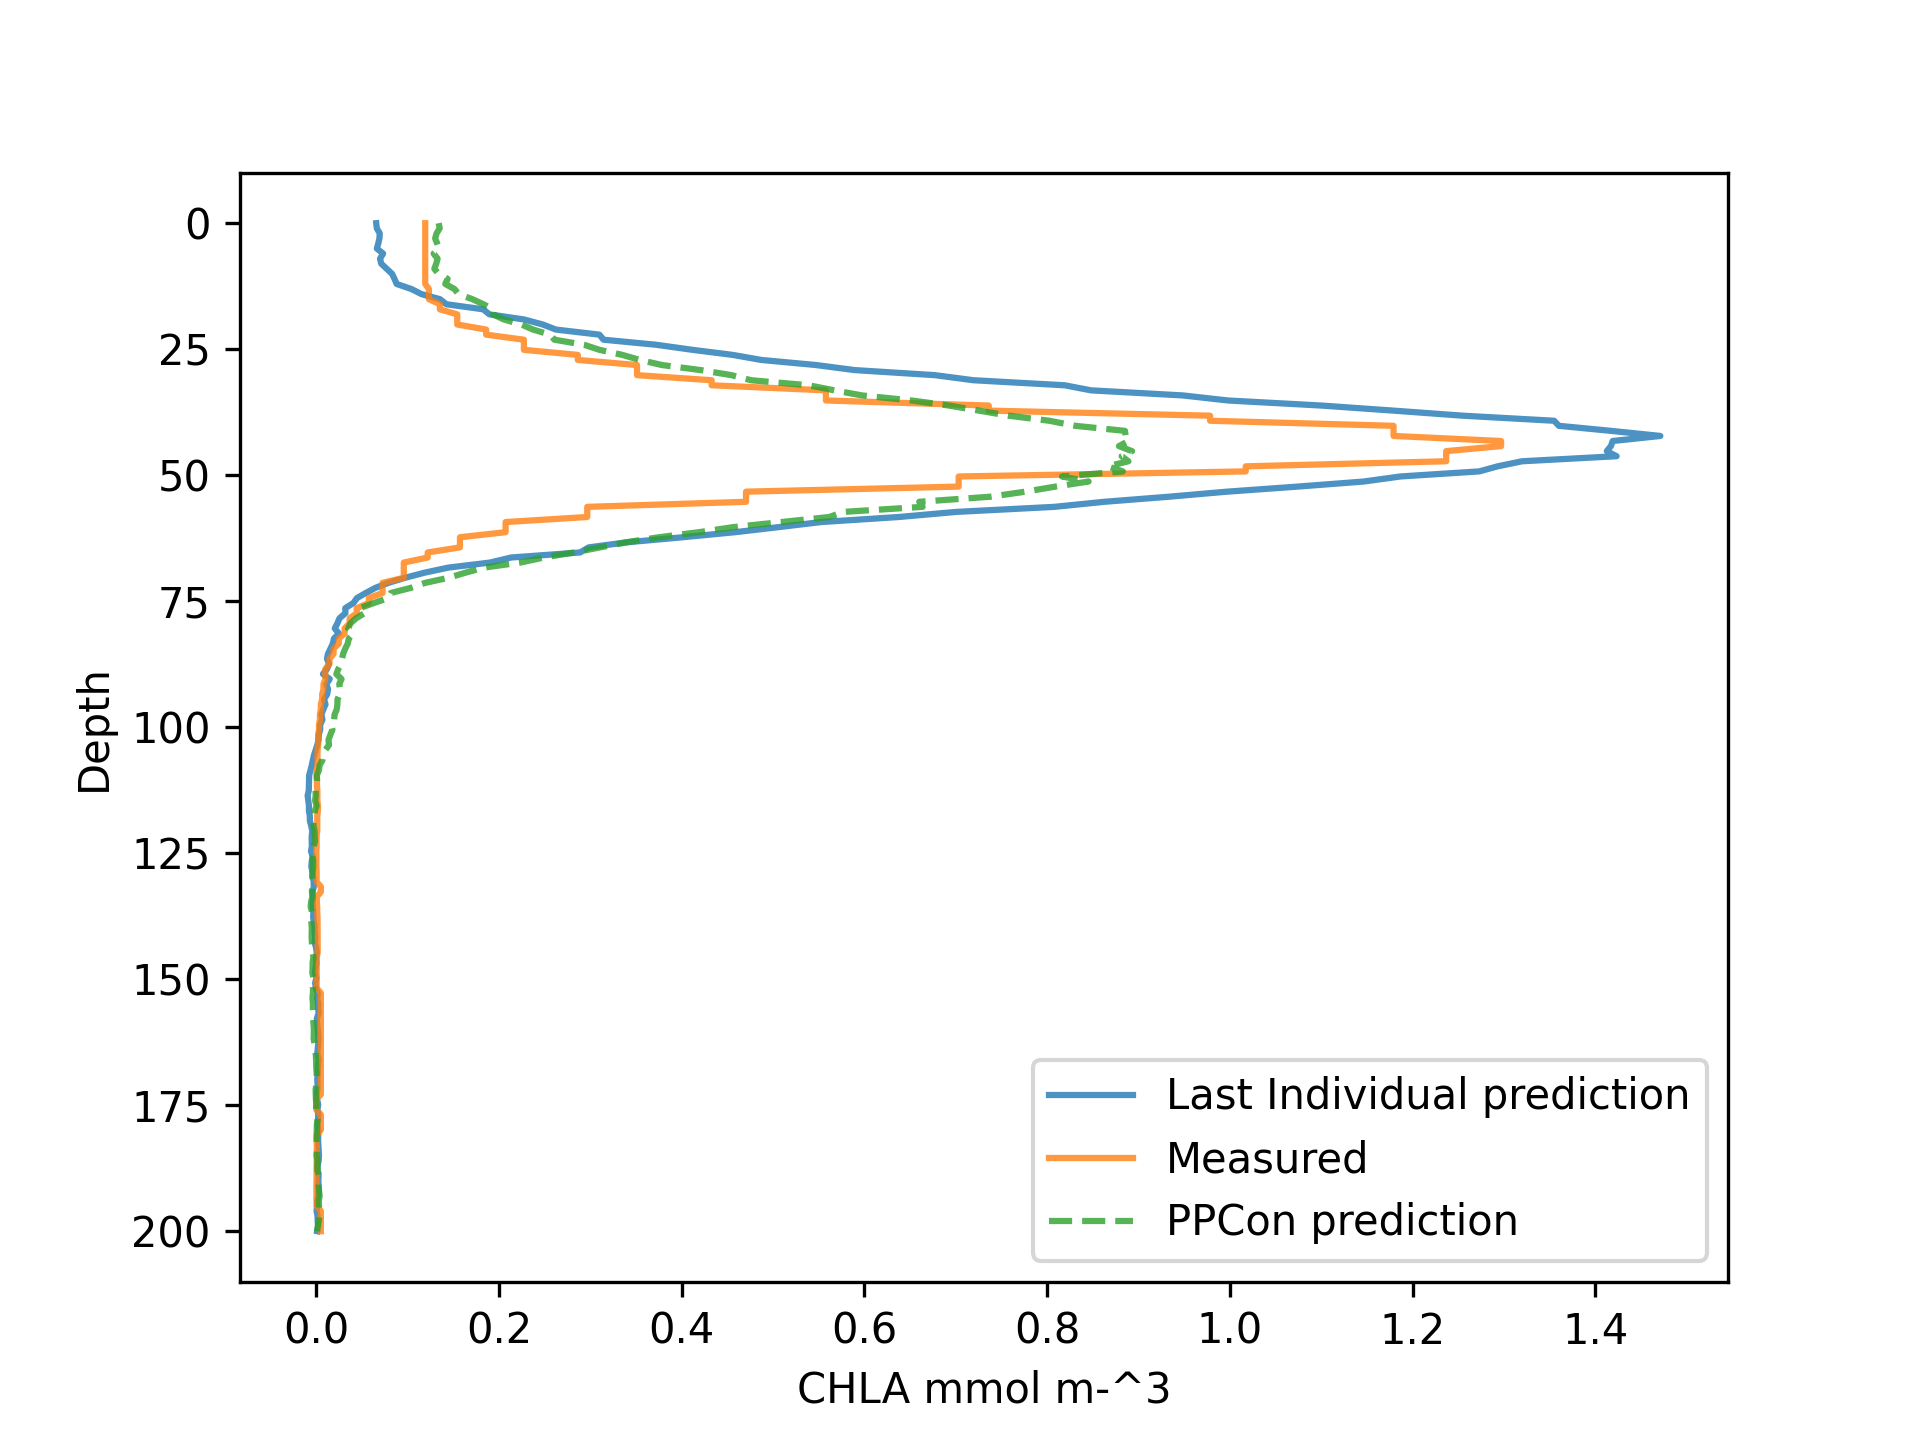 0
25
50
75
100
125
150
175
200
Depth
0.0 0.2 0.4 0.6 0.8 1.0 1.2 1.4
CHLA mmol m-^3
Last Individual prediction
Measured
PPCon prediction